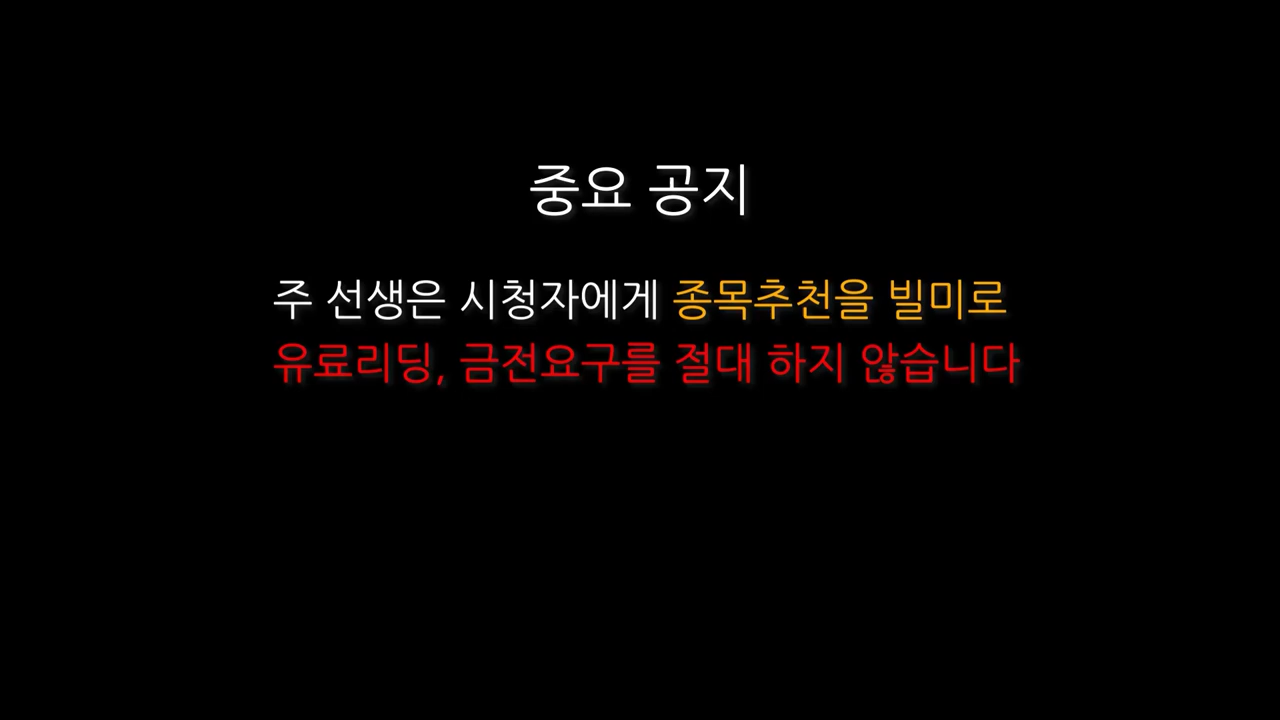 중요 공지
주 선생은 시청자에게 종목추천을 빌미로
유료리딩, 금전요구를 절대 하지 않습니다